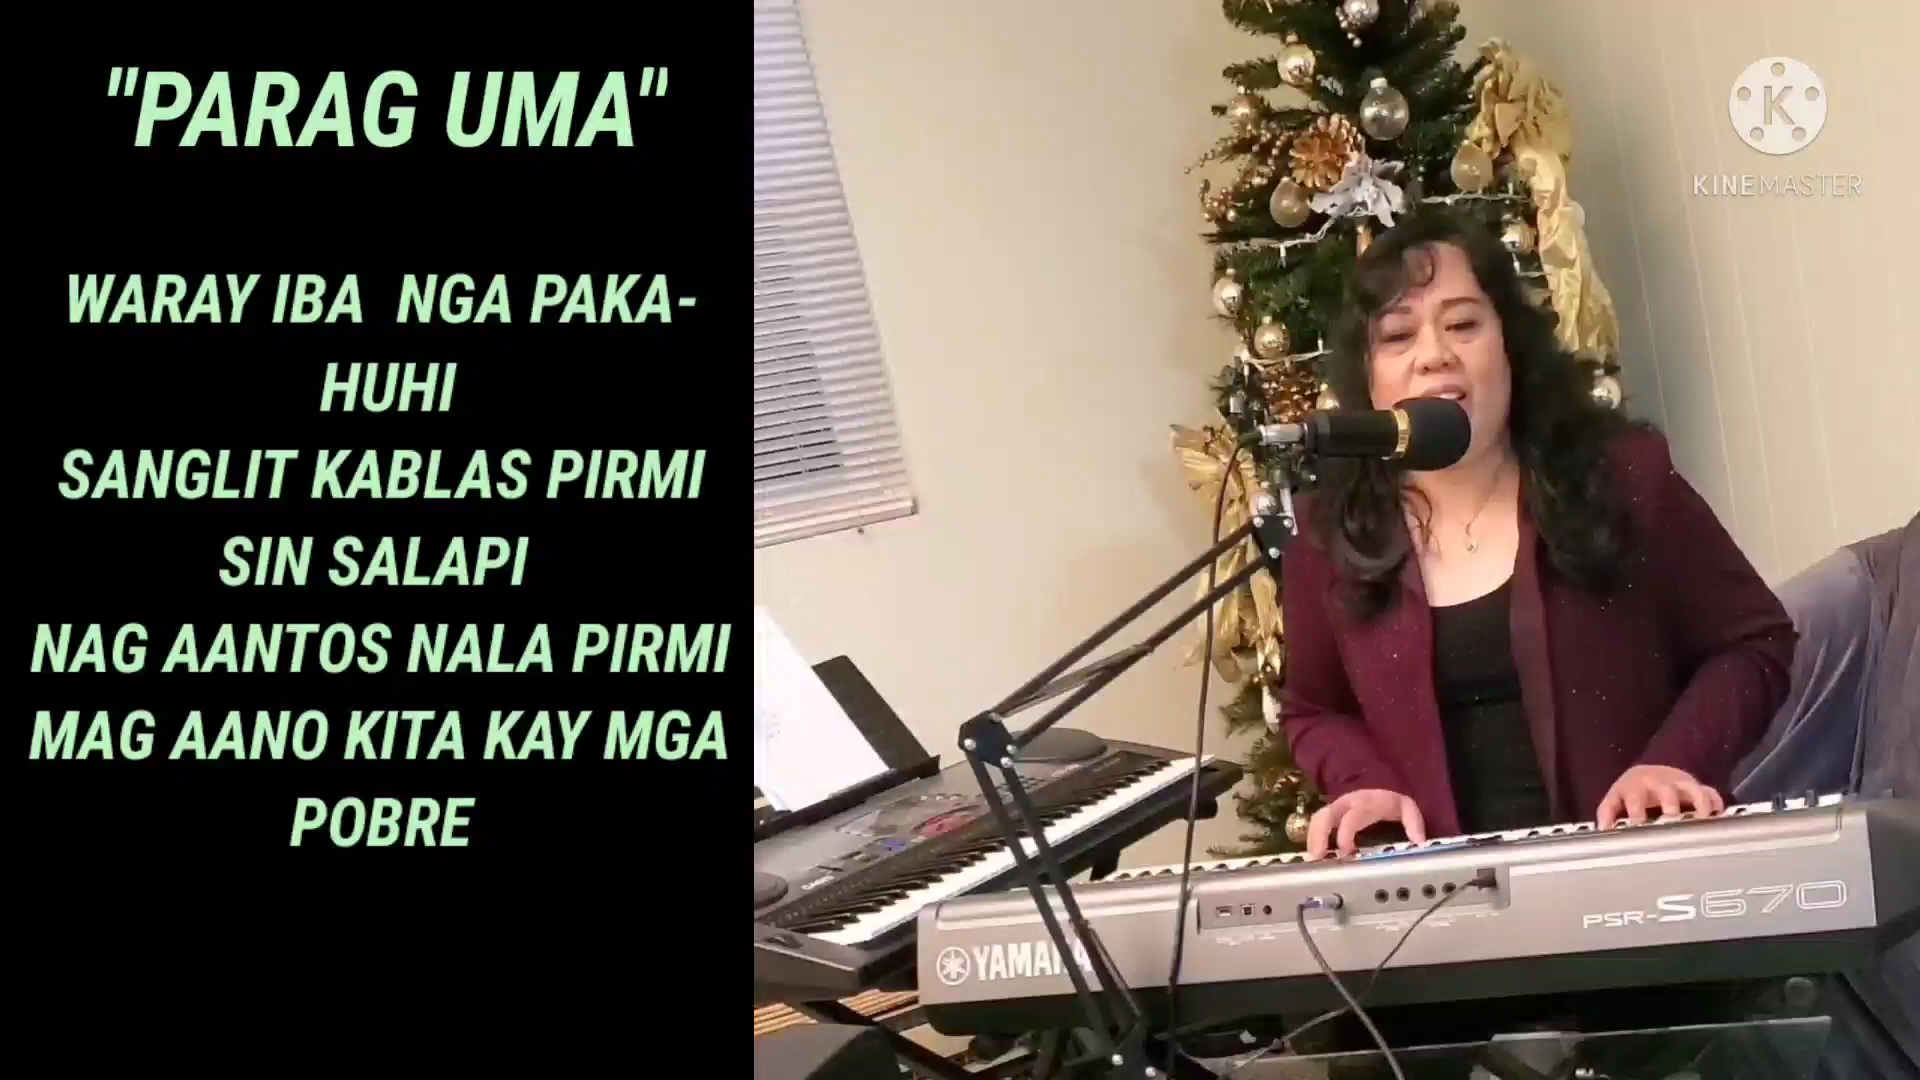 "PARAG UMA"
WARAY IBA  NGA PAKA-
HUHI
SANGLIT KABLAS PIRMI
SIN SALAPI
NAG AANTOS NALA PIRMI
MAG AANO KITA KAY MGA
POBRE
K
KINEMASTER
YAMAHA
PSR-S670